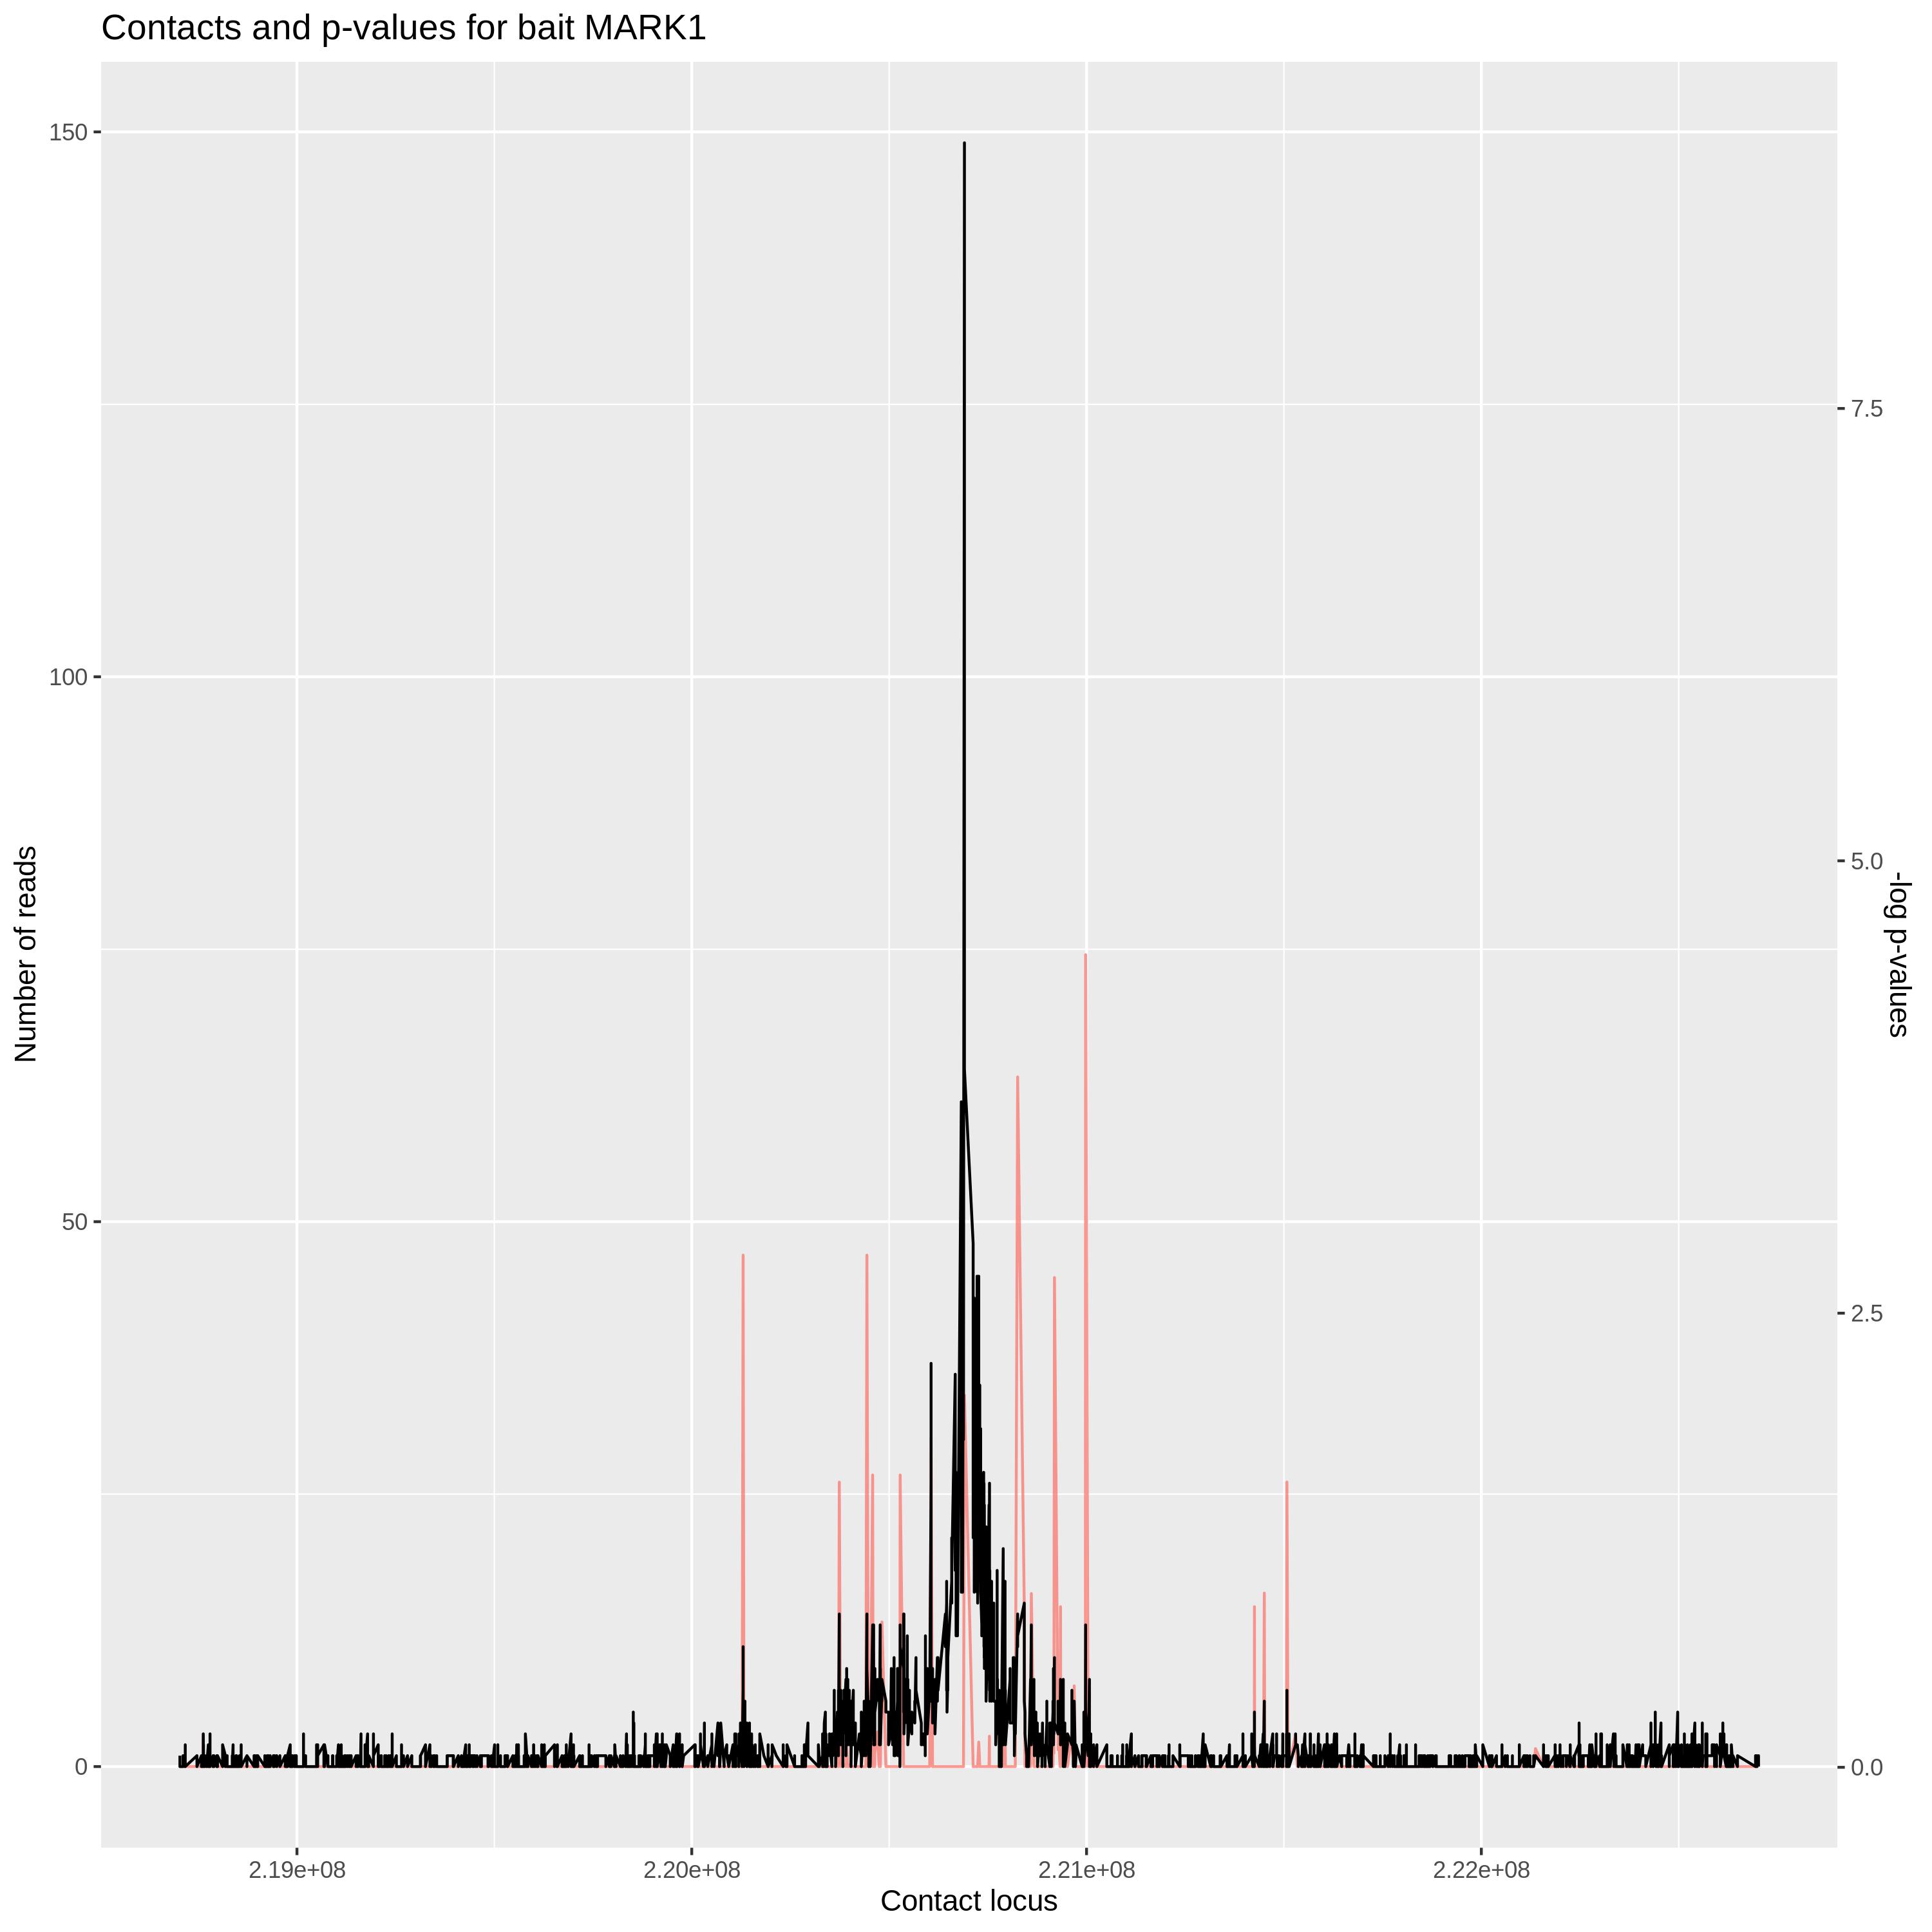 Contacts and p-values for bait MARK1
150
100
50
0
Number of reads
7.5
5.0
2.5
0.0
-log p-values
2.19e+08
2.20e+08
2.21e+08
2.22e+08
Contact locus